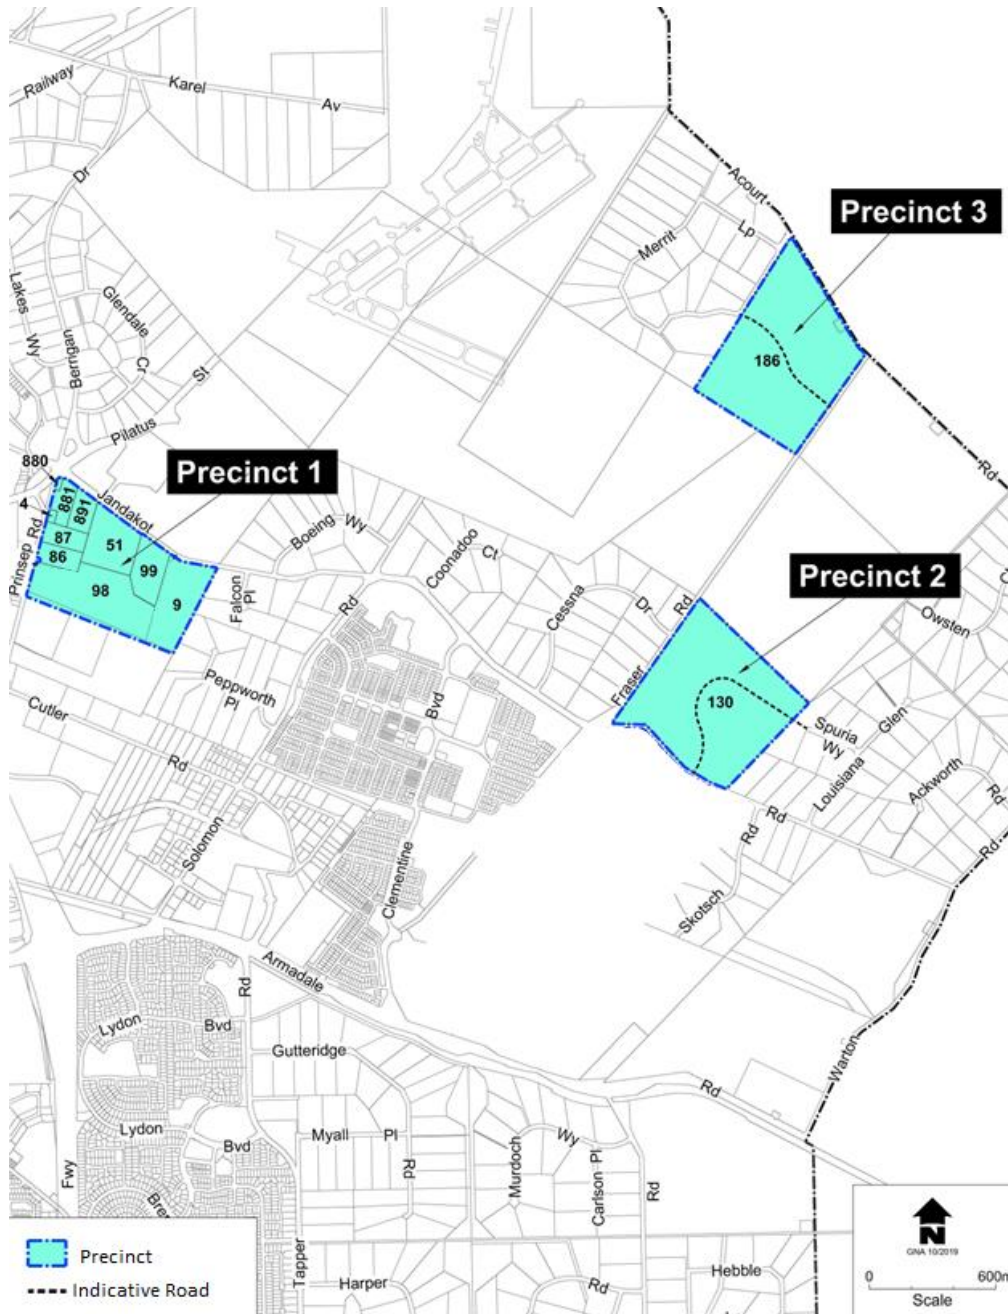 Railway
Karel
Av
Dr
Acourt
Precinct 3
Lp
Merrit
Lakes
Wy
Glendale
Berrigan
Cr
St
186
Pilatus
Rd
880
Precinct 1
4
881
891
Jandakot
Boeing
Wy
Rd
87
51
Coonadoo
Ct
86
99
Prinsep
98
9
Falcon
Pl
Rd
Cessna
Dr
Rd
Precinct 2
Owsten
Peppworth
Pl
Fraser
130
Cutler
Bvd
Glen
Spuria
Wy
Rd
Louisiana
Ackworth
Rd
Rd
Rd
Rd
Solomon
Clementine
Skotsch
Armadale
Rd
Lydon
Bvd
Gutteridge
Warton
Rd
Lydon
Bvd
Myall
Pl
Wy
Murdoch
Carlson Pl
Rd
Rd
Fwy
N
GNA 10/2019
Precinct
Tapper
Harper
Rd
Hebble
0
600m
Indicative Road
Scale